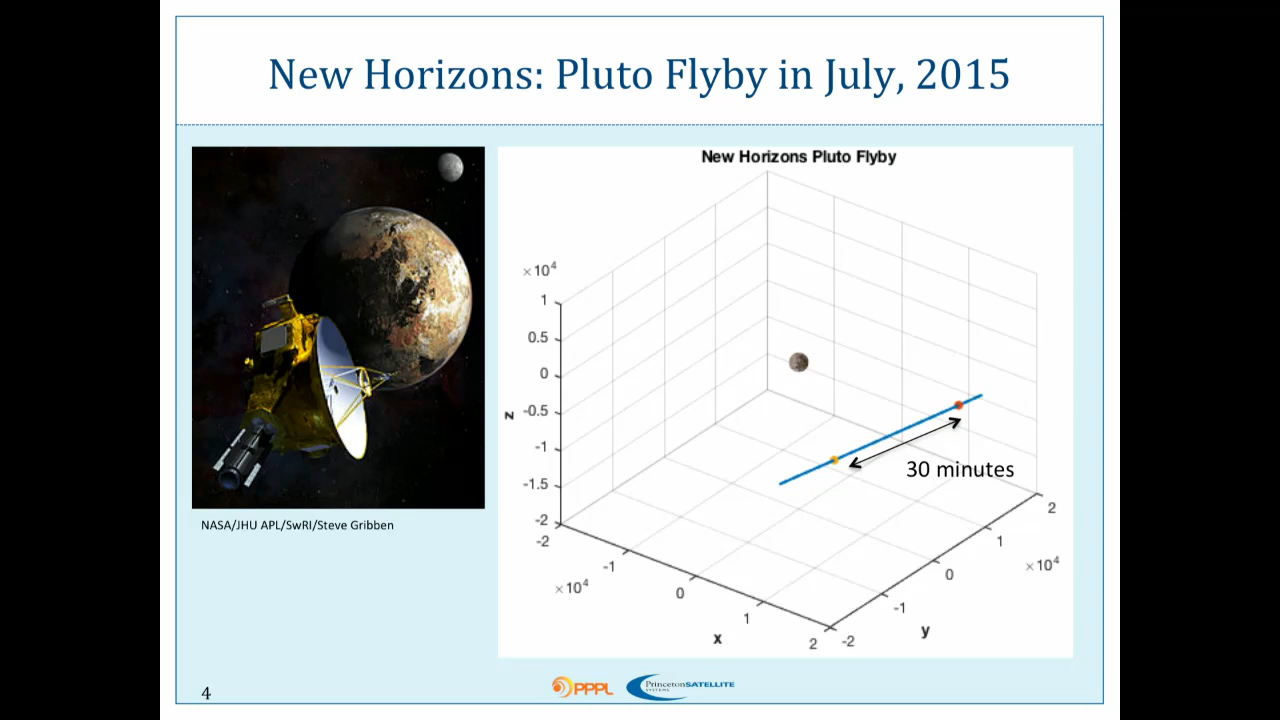 New Horizons: Pluto Flyby in July, 2015
New Horizons Pluto Flyby
×10⁴
1
0.5
0
-0.5
-1
-1.5
-2
z
-2
-1
0
1
2
×10⁴
x
-2
-1
0
1
2
×10⁴
y
30 minutes
NASA/JHU APL/SwRI/Steve Gribben
4
PPPL
PrincetonSATELLITE
SYSTEMS